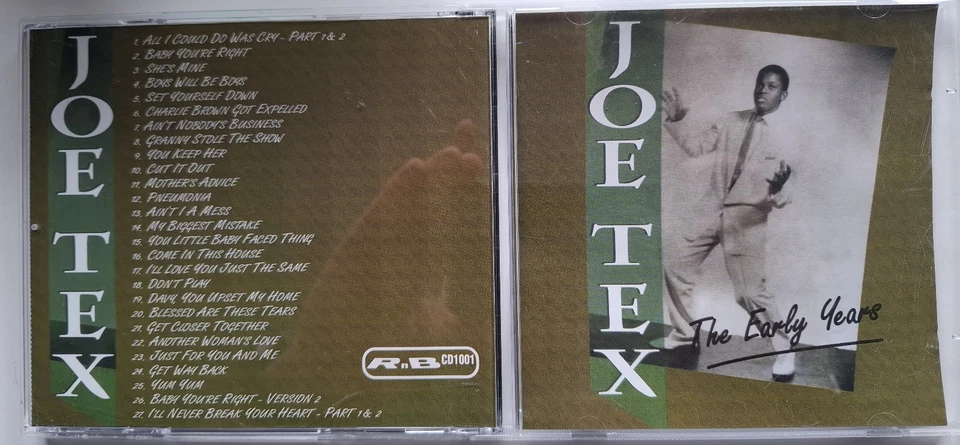 JOE TEX
1. ALL I COULD DO WAS CRY - PART 1 & 2
2. BABY YOU'RE RIGHT
3. SHE'S MINE
4. BOYS WILL BE BOYS
5. SET YOURSELF DOWN
6. CHARLIE BROWN GOT EXPELLED
7. AIN'T NOBODY'S BUSINESS
8. GRANNY STOLE THE SHOW
9. YOU KEEP HER
10. CUT IT OUT
11. MOTHER'S ADVICE
12. PNEUMONIA
13. AIN'T I A MESS
14. MY BIGGEST MISTAKE
15. YOU LITTLE BABY FACED THING
16. COME IN THIS HOUSE
17. I'LL LOVE YOU JUST THE SAME
18. DON'T PLAY
19. DAVY, YOU UPSET MY HOME
20. BLESSED ARE THESE TEARS
21. GET CLOSER TOGETHER
22. ANOTHER WOMAN'S LOVE
23. JUST FOR YOU AND ME
24. GET WAY BACK
25. YUM YUM
26. BABY YOU'RE RIGHT - VERSION 2
27. I'LL NEVER BREAK YOUR HEART - PART 1 & 2
RnB CD1001
JOE TEX
The Early Years